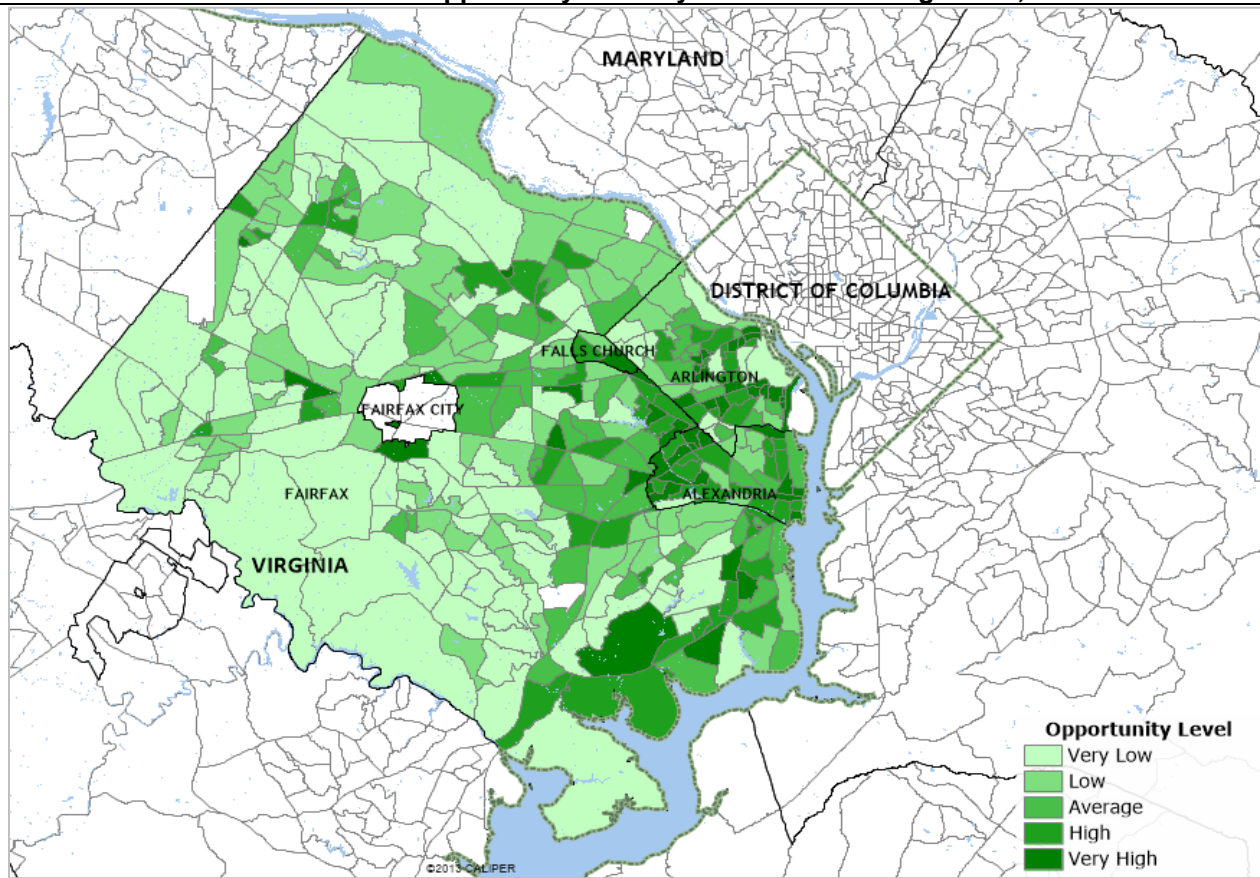 MARYLAND
DISTRICT OF COLUMBIA
FALLS CHURCH
ARLINGTON
FAIRFAX CITY
FAIRFAX
ALEXANDRIA
VIRGINIA
Opportunity Level
Very Low
Low
Average
High
Very High
©2013 CALIPER